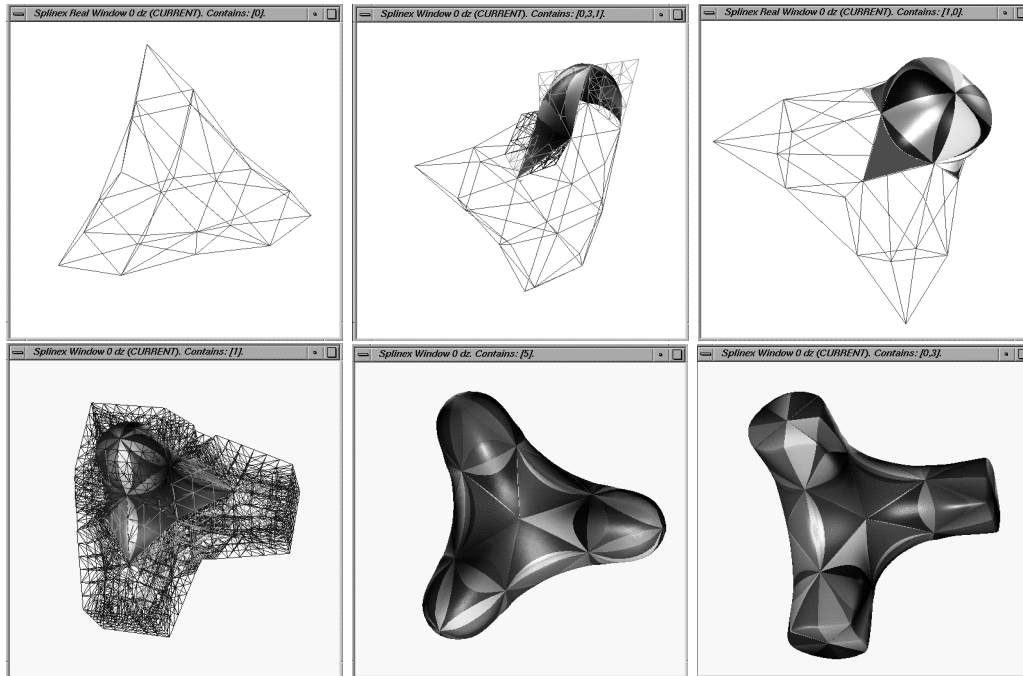 Splinex Real Window 0 dz (CURRENT). Contains: [0].
Splinex Window 0 dz (CURRENT). Contains: [0,3,1].
Splinex Real Window 0 dz (CURRENT). Contains: [1,0].
Splinex Window 0 dz (CURRENT). Contains: [1].
Splinex Window 0 dz. Contains: [5].
Splinex Window 0 dz (CURRENT). Contains: [0,3].